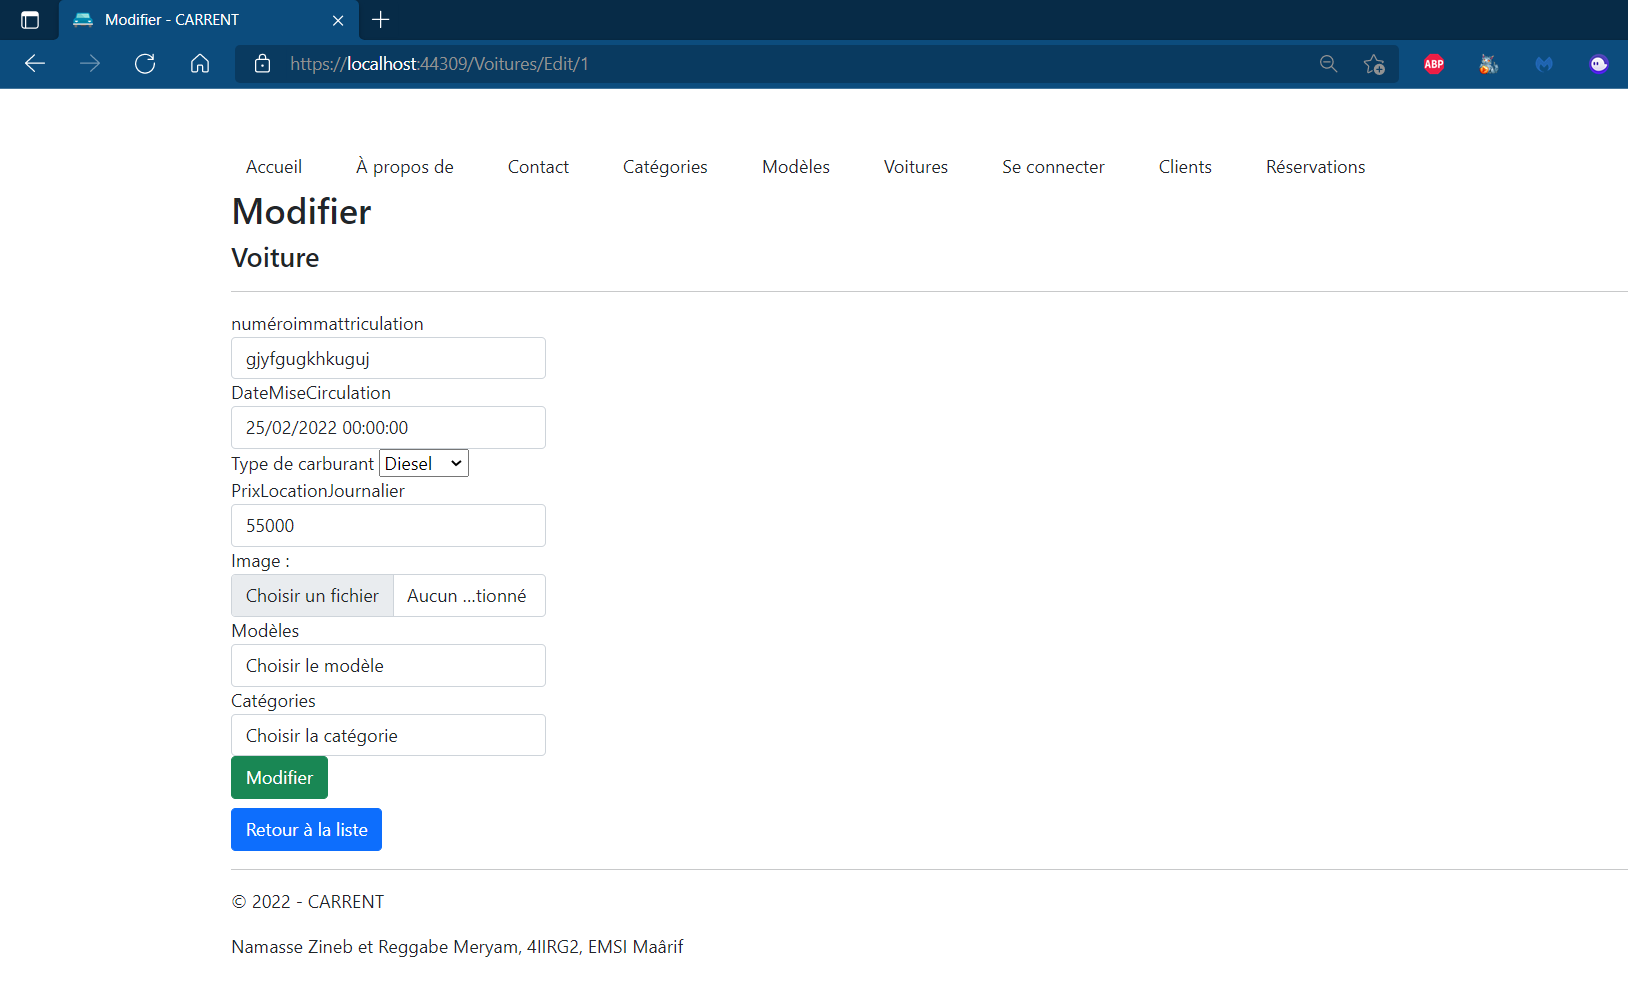 Modifier - CARRENT
https://localhost:44309/Voitures/Edit/1
ABP
Accueil À propos de Contact Catégories Modèles Voitures Se connecter Clients Réservations
Modifier
Voiture
numéroimmattriculation
gjyfgugkhkuguj
DateMiseCirculation
25/02/2022 00:00:00
Type de carburant Diesel
PrixLocationJournalier
55000
Image :
Choisir un fichier Aucun ...tionné
Modèles
Choisir le modèle
Catégories
Choisir la catégorie
Modifier
Retour à la liste
© 2022 - CARRENT
Namasse Zineb et Reggabe Meryam, 4IIRG2, EMSI Maârif